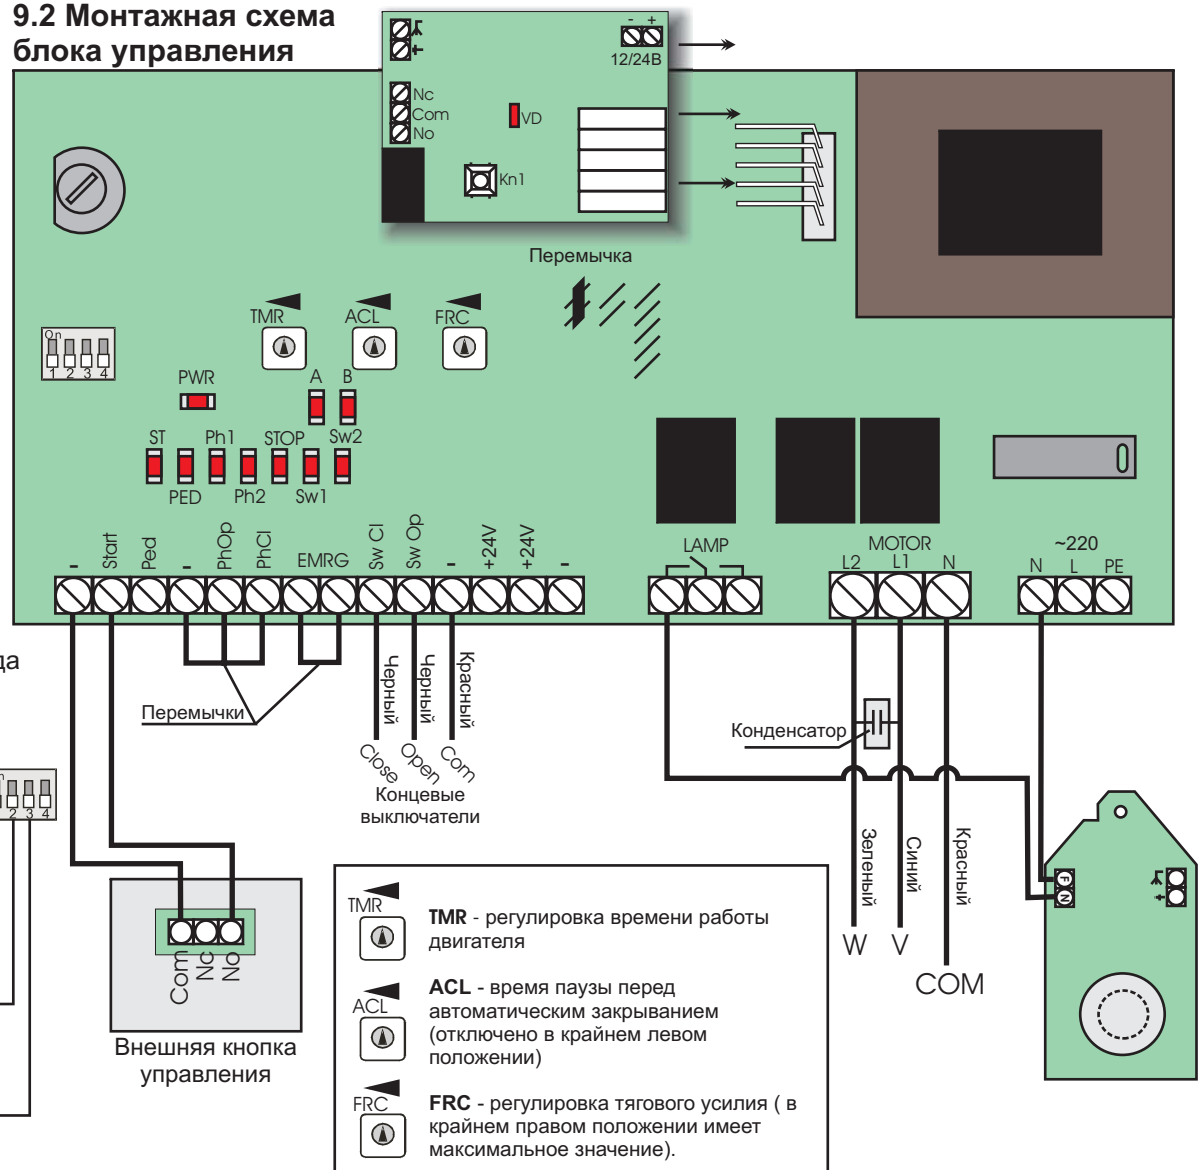 9.2 Монтажная схема
блока управления
- +
12/24В
Nc
Com
No
VD
Kn1
Перемычка
TMR ACL FRC
On
1 2 3 4
PWR A B
ST Ph1 STOP Sw2
PED Ph2 Sw1
- Start Ped - PhOp PhCl EMRG Sw Cl Sw Op - +24V +24V -
LAMP
MOTOR
L2 L1 N
~220
N L PE
да
Перемычки
Черный
Черный
Красный
Close
Open
Com
Концевые
выключатели
Конденсатор
Зеленый
Синий
Красный
W V
COM
F
N
2 3 4
Com
Nc
No
Внешняя кнопка
управления
TMR
TMR - регулировка времени работы
двигателя
ACL
ACL - время паузы перед
автоматическим закрыванием
(отключено в крайнем левом
положении)
FRC
FRC - регулировка тягового усилия ( в
крайнем правом положении имеет
максимальное значение).